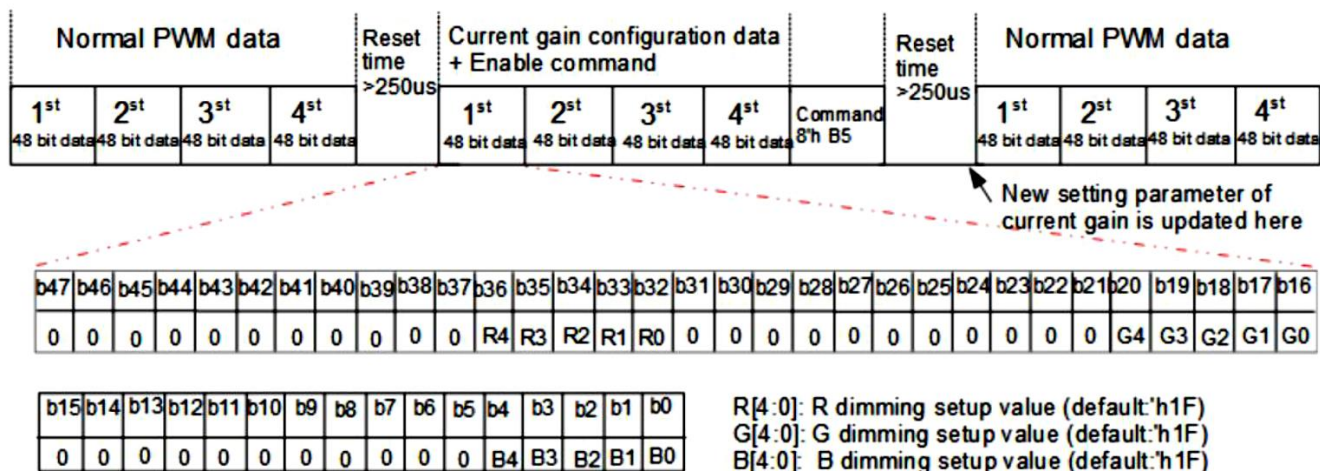 Normal PWM data
Reset time >250us
Current gain configuration data + Enable command
Reset time >250us
Normal PWM data
1st 2st 3st 4st 1st 2st 3st 4st Command 8'h B5 1st 2st 3st 4st
48 bit data 48 bit data 48 bit data 48 bit data 48 bit data 48 bit data 48 bit data 48 bit data 48 bit data 48 bit data 48 bit data 48 bit data
New setting parameter of
current gain is updated here
b47 b46 b45 b44 b43 b42 b41 b40 b39 b38 b37 b36 b35 b34 b33 b32 b31 b30 b29 b28 b27 b26 b25 b24 b23 b22 b21 b20 b19 b18 b17 b16
0 0 0 0 0 0 0 0 0 0 0 R4 R3 R2 R1 R0 0 0 0 0 0 0 0 0 0 0 0 G4 G3 G2 G1 G0
b15 b14 b13 b12 b11 b10 b9 b8 b7 b6 b5 b4 b3 b2 b1 b0
0 0 0 0 0 0 0 0 0 0 0 B4 B3 B2 B1 B0
R[4:0]: R dimming setup value (default:'h1F)
G[4:0]: G dimming setup value (default:'h1F)
B[4:0]: B dimming setup value (default:'h1F)